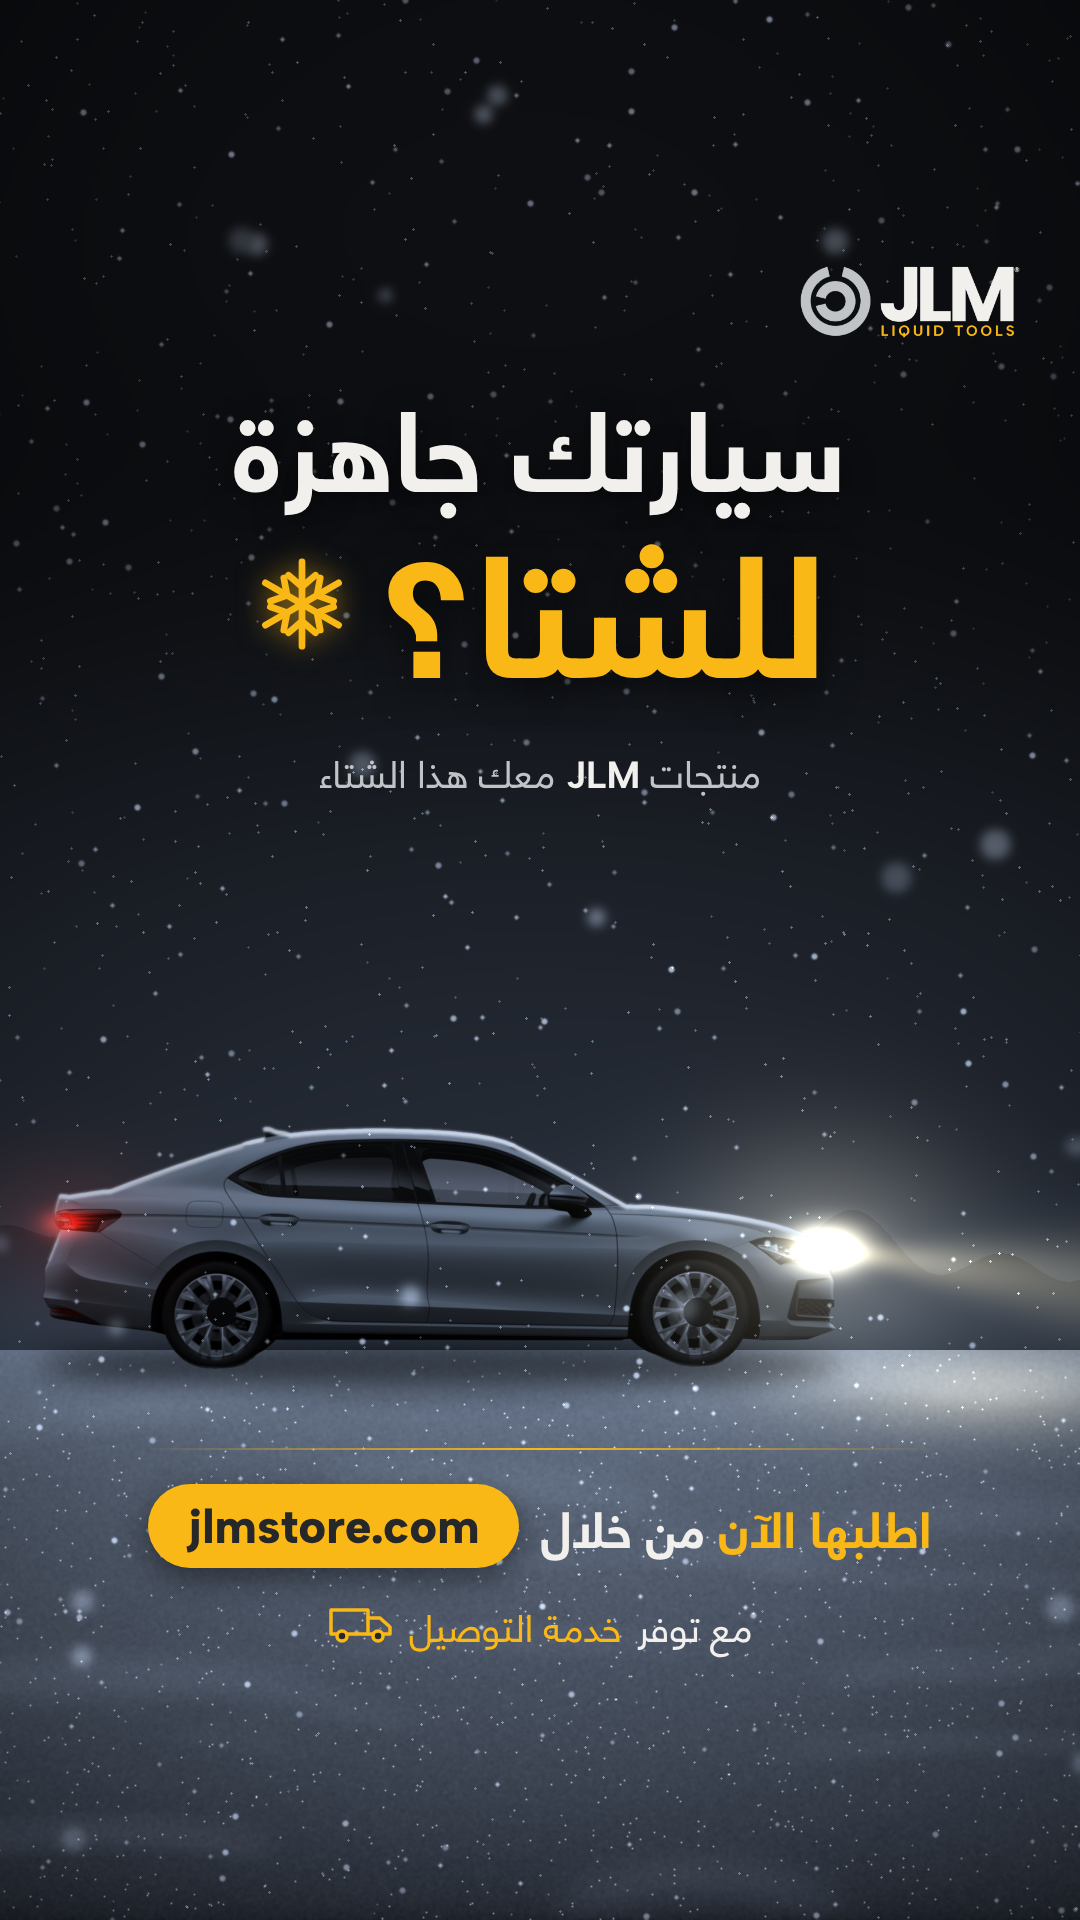 JLM
LIQUID TOOLS
سيارتك جاهزة
للشتا؟
منتجات JLM معك هذا الشتاء
اطلبها الآن من خلال jlmstore.com
مع توفر خدمة التوصيل